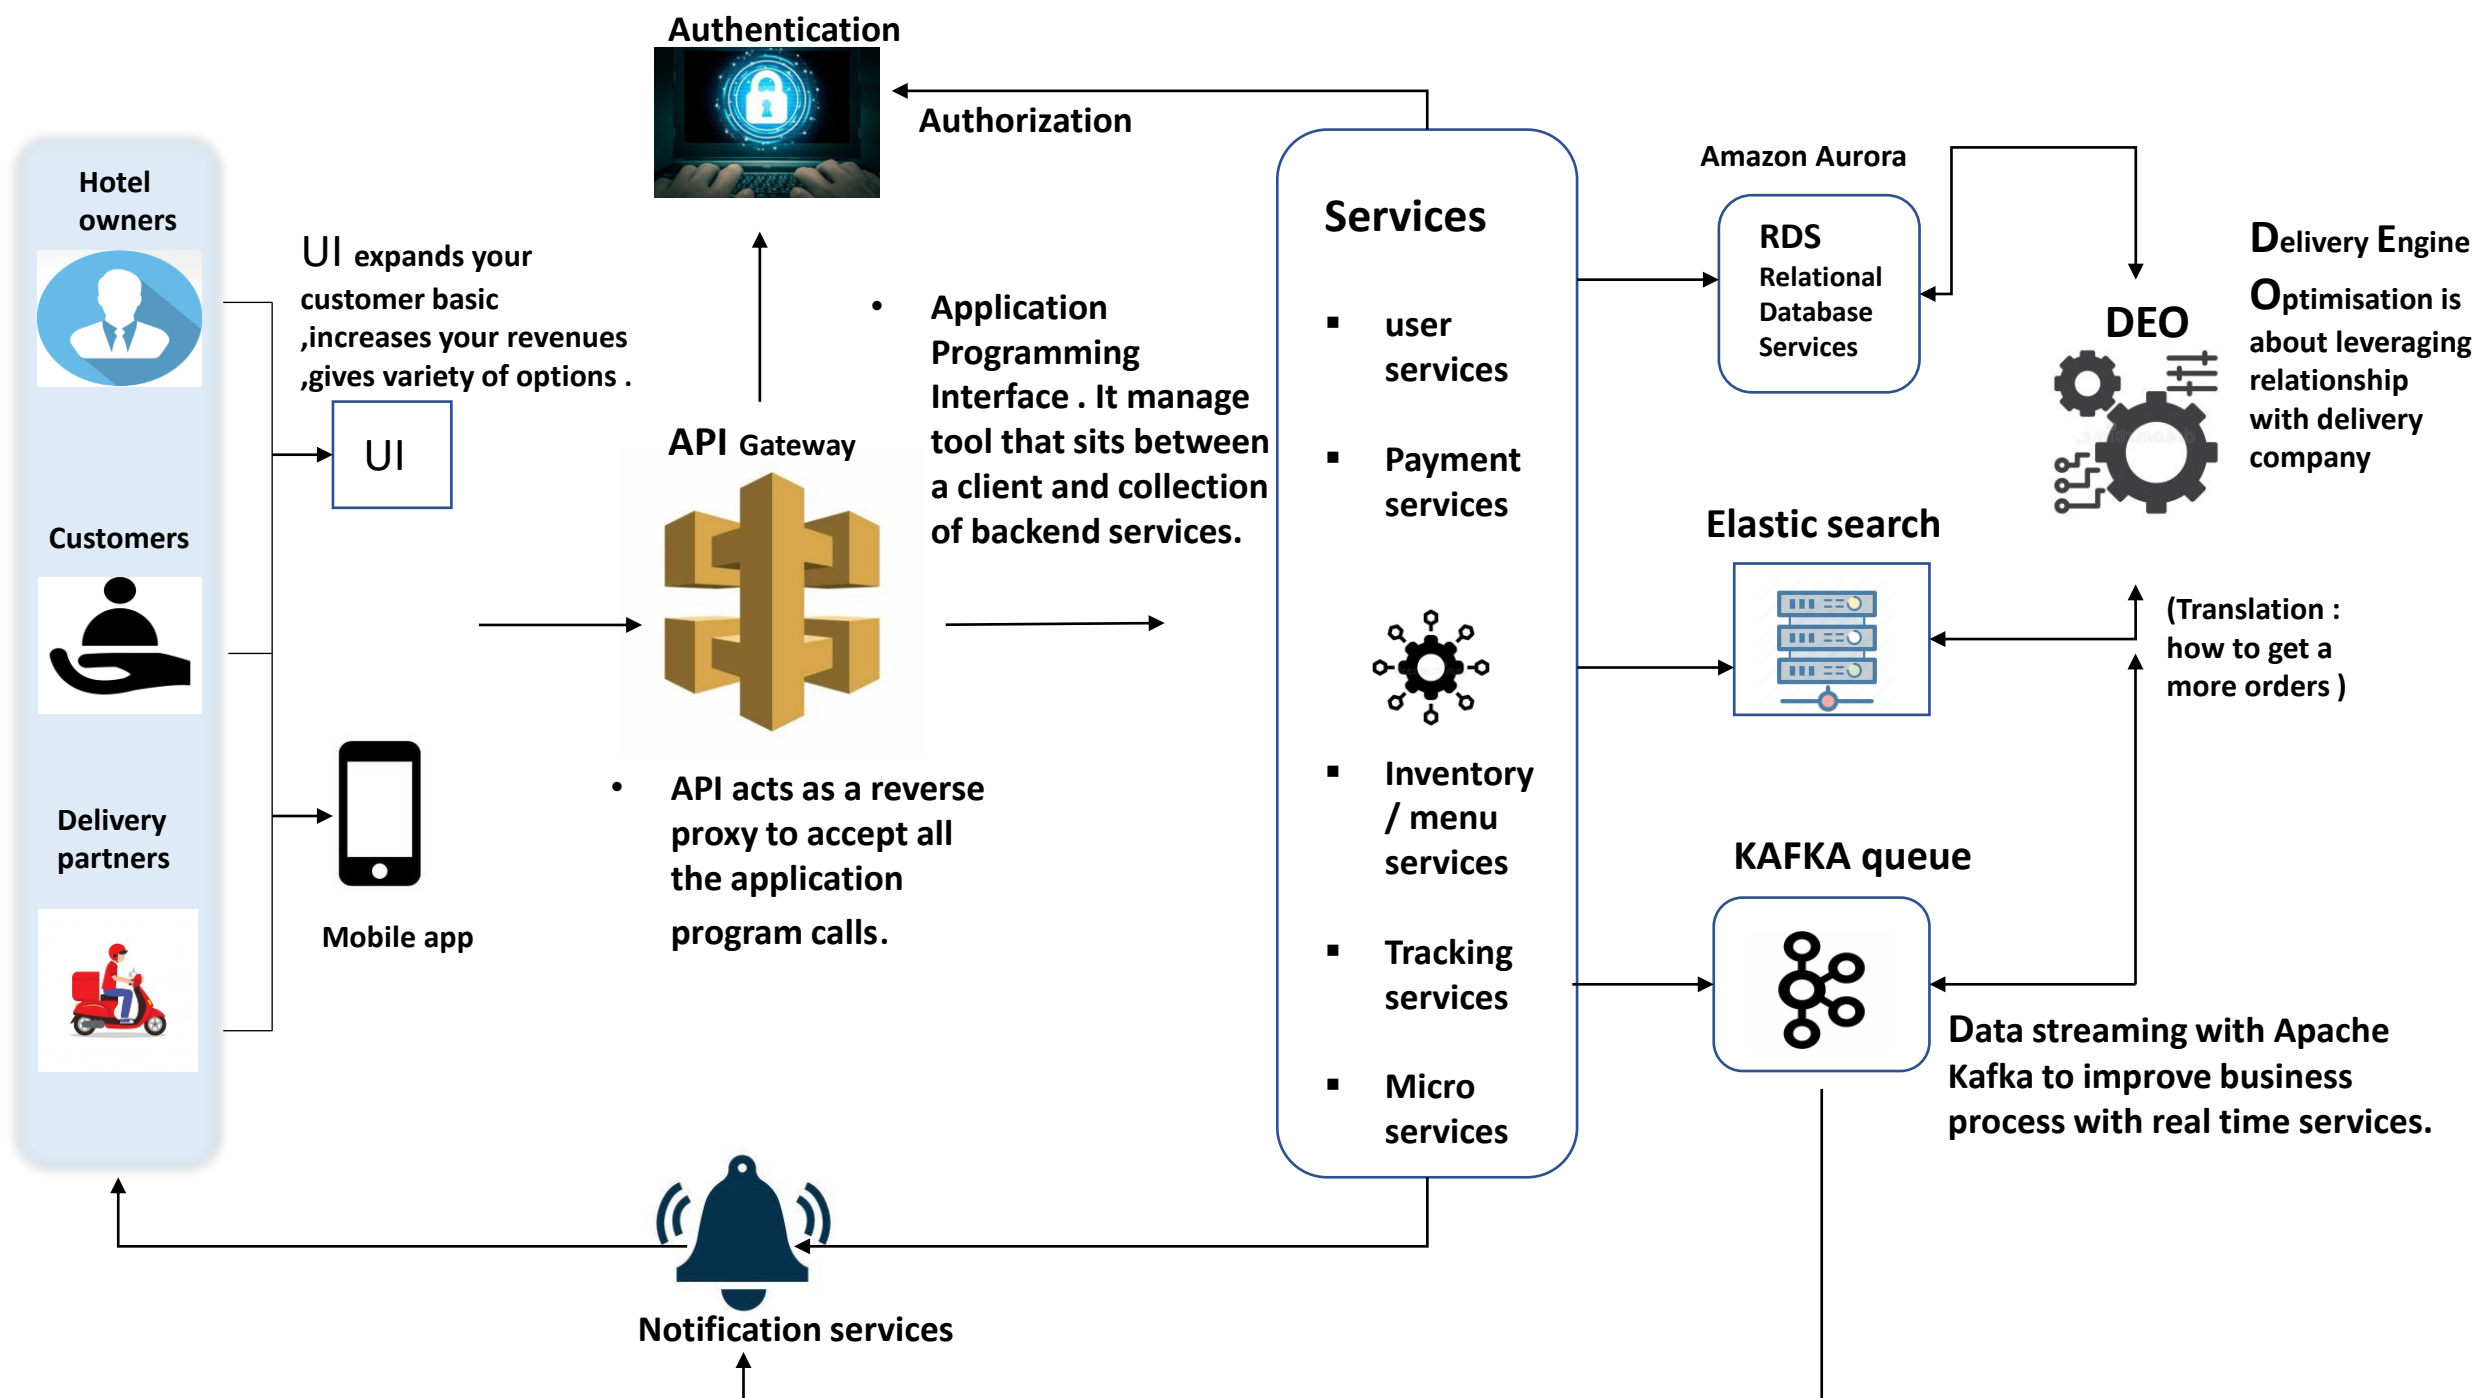 Authentication
Authorization
Hotel
owners
UI expands your
customer basic
,increases your revenues
,gives variety of options .
UI
Customers
Delivery
partners
Mobile app
API Gateway
• Application
Programming
Interface . It manage
tool that sits between
a client and collection
of backend services.
• API acts as a reverse
proxy to accept all
the application
program calls.
Services
▪ user
services
▪ Payment
services
▪ Inventory
/ menu
services
▪ Tracking
services
▪ Micro
services
Amazon Aurora
RDS
Relational
Database
Services
DEO
Delivery Engine
Optimisation is
about leveraging
relationship
with delivery
company
Elastic search
(Translation :
how to get a
more orders )
KAFKA queue
Data streaming with Apache
Kafka to improve business
process with real time services.
Notification services